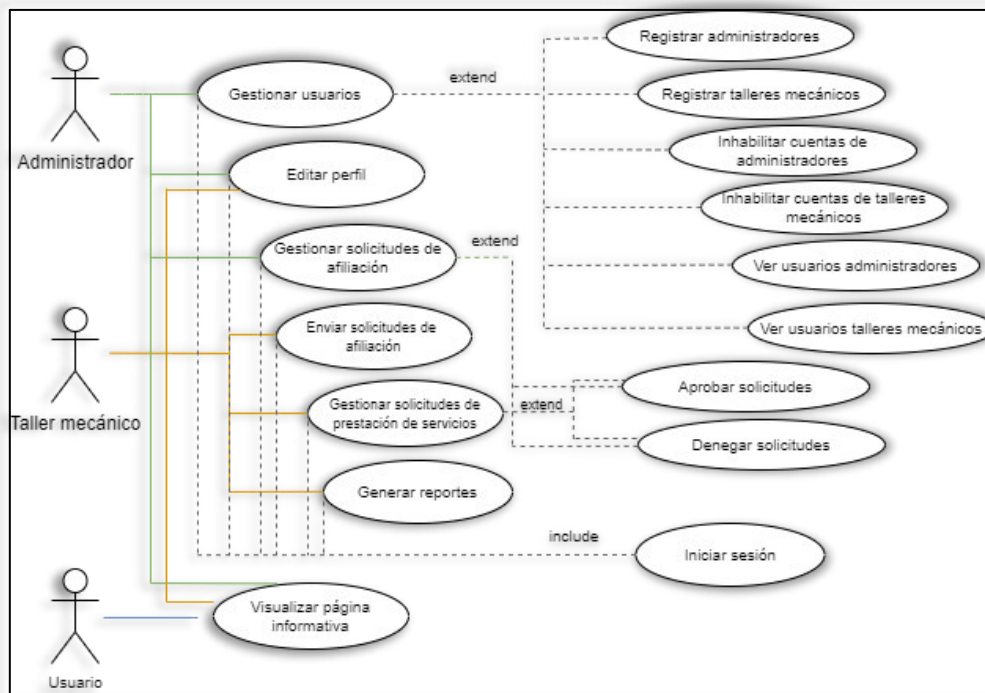 Registrar administradores
extend
Gestionar usuarios
Registrar talleres mecánicos
Administrador
Inhabilitar cuentas de
administradores
Editar perfil
Inhabilitar cuentas de talleres
mecánicos
Gestionar solicitudes de
afiliación
extend
Ver usuarios administradores
Enviar solicitudes de
afiliación
Ver usuarios talleres mecánicos
Taller mecánico
Gestionar solicitudes de
prestación de servicios
extend
Aprobar solicitudes
Denegar solicitudes
Generar reportes
include
Iniciar sesión
Visualizar página
informativa
Usuario